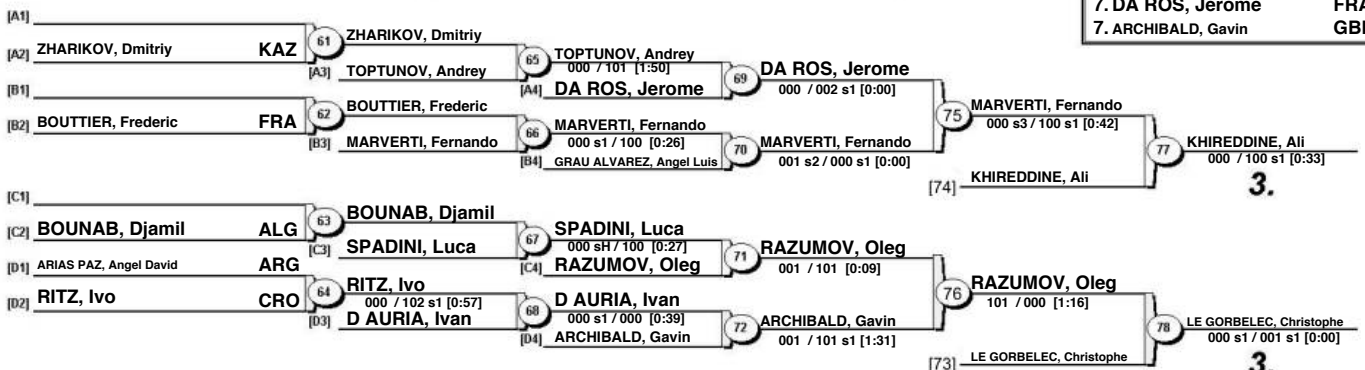 7. DA ROS, Jerome FRA
7. ARCHIBALD, Gavin
[A1]
[A2] ZHARIKOV, Dmitriy KAZ
61 ZHARIKOV, Dmitriy
[A3] TOPTUNOV, Andrey
65 TOPTUNOV, Andrey
000 / 101 [1:50]
[A4] DA ROS, Jerome
69 DA ROS, Jerome
000 / 002 s1 [0:00]
[B1]
[B2] BOUTTIER, Frederic FRA
62 BOUTTIER, Frederic
[B3] MARVERTI, Fernando
66 MARVERTI, Fernando
000 s1 / 100 [0:26]
[B4] GRAU ALVAREZ, Angel Luis
70 MARVERTI, Fernando
001 s2 / 000 s1 [0:00]
75 MARVERTI, Fernando
000 s3 / 100 s1 [0:42]
[74] KHIREDDINE, Ali
77 KHIREDDINE, Ali
000 / 100 s1 [0:33]
3.
[C1]
[C2] BOUNAB, Djamil ALG
63 BOUNAB, Djamil
[C3] SPADINI, Luca
67 SPADINI, Luca
000 sH / 100 [0:27]
[C4] RAZUMOV, Oleg
71 RAZUMOV, Oleg
001 / 101 [0:09]
[D1] ARIAS PAZ, Angel David ARG
[D2] RITZ, Ivo CRO
64 RITZ, Ivo
000 / 102 s1 [0:57]
[D3] D AURIA, Ivan
68 D AURIA, Ivan
000 s1 / 000 [0:39]
[D4] ARCHIBALD, Gavin
72 ARCHIBALD, Gavin
001 / 101 s1 [1:31]
76 RAZUMOV, Oleg
101 / 000 [1:16]
[73] LE GORBELEC, Christophe
78 LE GORBELEC, Christophe
000 s1 / 001 s1 [0:00]
3.